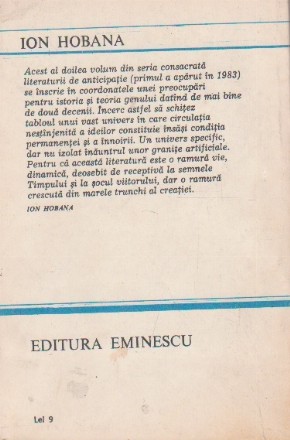 ION HOBANA
Acest al doilea volum din seria consacrată
literaturii de anticipație (primul a apărut în 1983)
se înscrie în coordonatele unei preocupări
pentru istoria și teoria genului datînd de mai bine
de două decenii. Încerc astfel să schițez
tabloul unui vast univers în care circulația
nestînjenită a ideilor constituie însăși condiția
permanenței și a înnoirii. Un univers specific,
dar nu izolat înăuntrul unor granițe artificiale.
Pentru că această literatură este o ramură vie,
dinamică, deosebit de receptivă la semnele
Timpului și la șocul viitorului, dar o ramură
crescută din marele trunchi al creației.
ION HOBANA
EDITURA EMINESCU
Lei 9